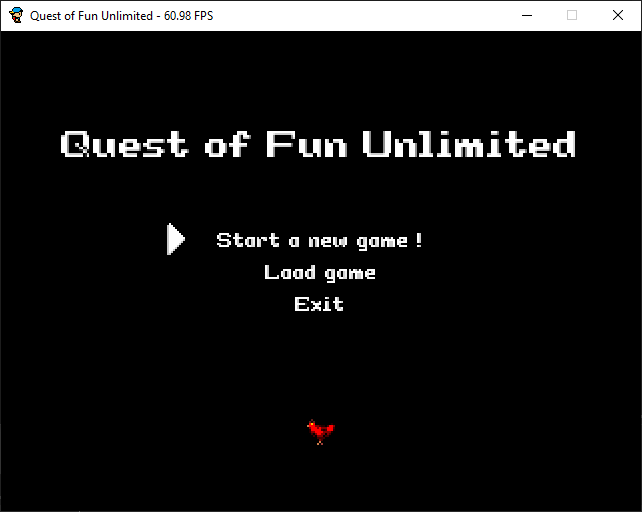 Quest of Fun Unlimited - 60.98 FPS
Quest of Fun Unlimited
Start a new game !
Load game
Exit